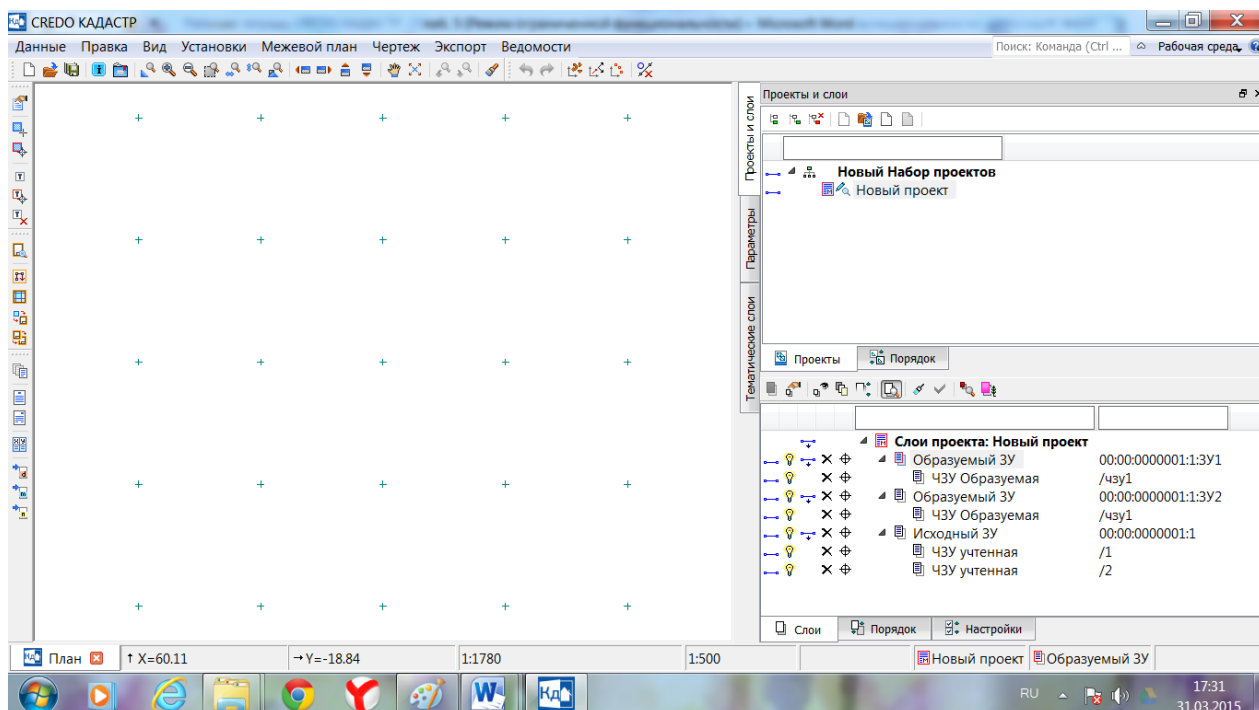 CREDO КАДАСТР
Данные Правка Вид Установки Межевой план Чертеж Экспорт Ведомости
Поиск: Команда (Ctrl ... Рабочая среда
Проекты и слои
Проекты и слои
Параметры
Тематические слои
Новый Набор проектов
Новый проект
Проекты Порядок
Слои проекта: Новый проект
Образуемый ЗУ 00:00:0000001:1:ЗУ1
ЧЗУ Образуемая /чзу1
Образуемый ЗУ 00:00:0000001:1:ЗУ2
ЧЗУ Образуемая /чзу1
Исходный ЗУ 00:00:0000001:1
ЧЗУ учтенная /1
ЧЗУ учтенная /2
Слои Порядок Настройки
План X=60.11 Y=-18.84 1:1780 1:500 Новый проект Образуемый ЗУ
Кд
RU 17:31
31.03.2015